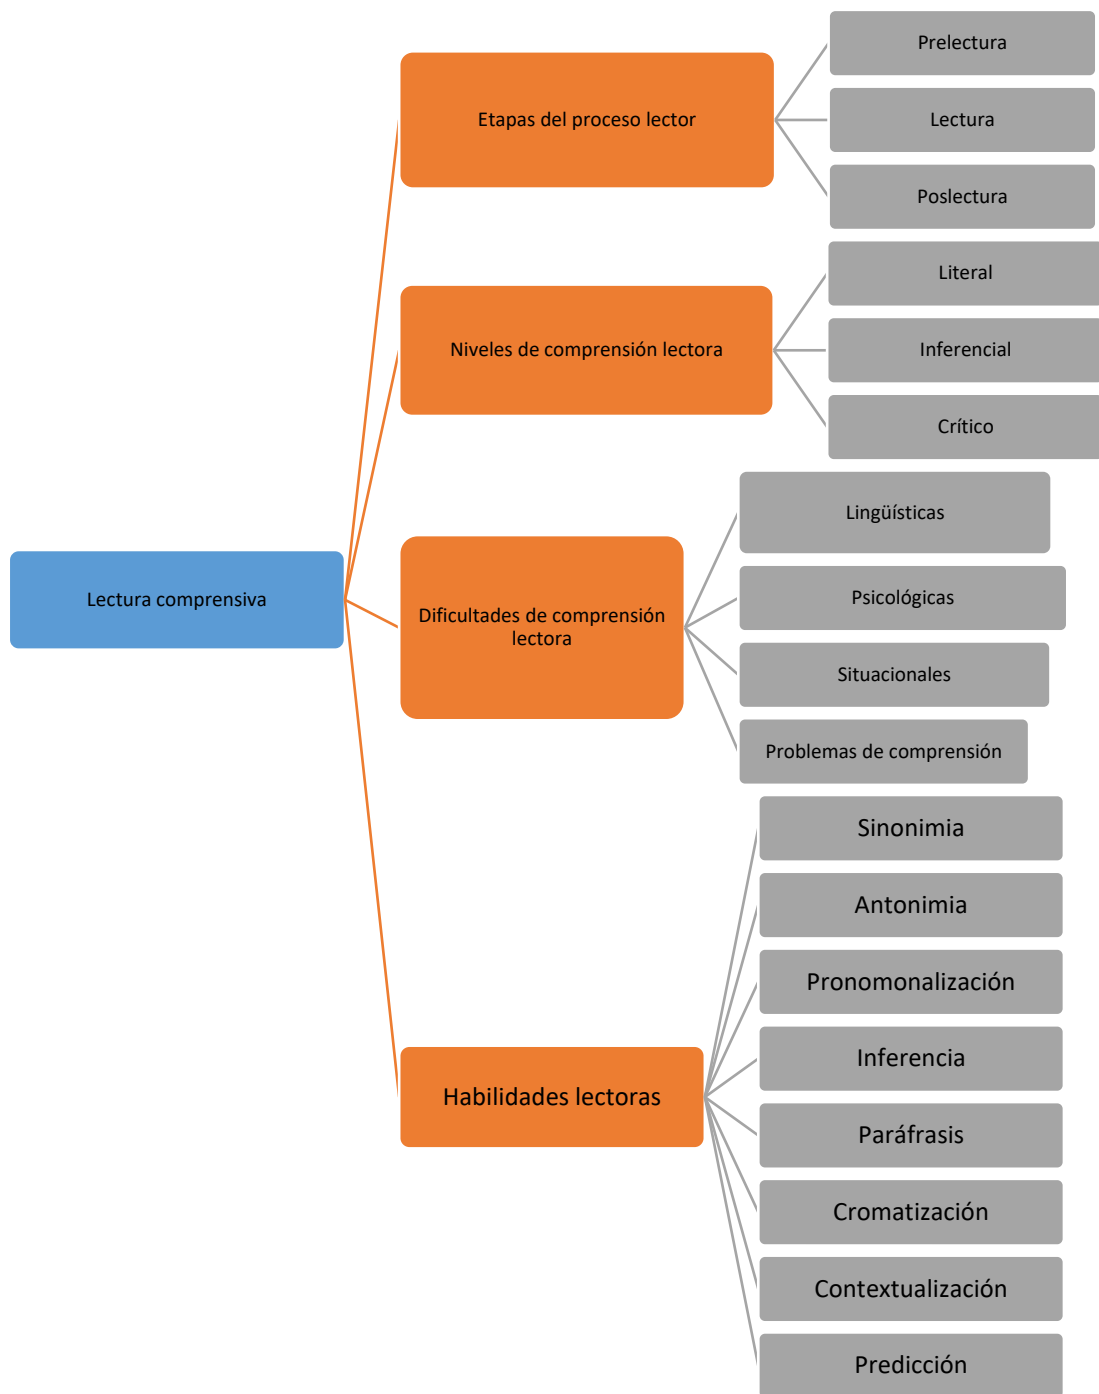 Lectura comprensiva
Etapas del proceso lector
Prelectura
Lectura
Poslectura
Niveles de comprensión lectora
Literal
Inferencial
Crítico
Dificultades de comprensión
lectora
Lingüísticas
Psicológicas
Situacionales
Problemas de comprensión
Habilidades lectoras
Sinonimia
Antonimia
Pronomonalización
Inferencia
Paráfrasis
Cromatización
Contextualización
Predicción